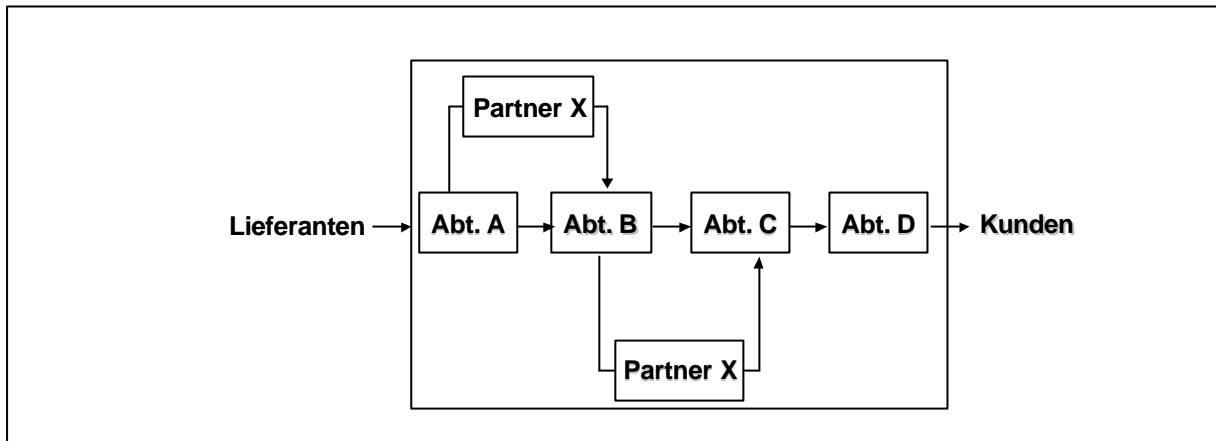 Partner X
Lieferanten
Abt. A
Abt. B
Abt. C
Abt. D
Kunden
Partner X